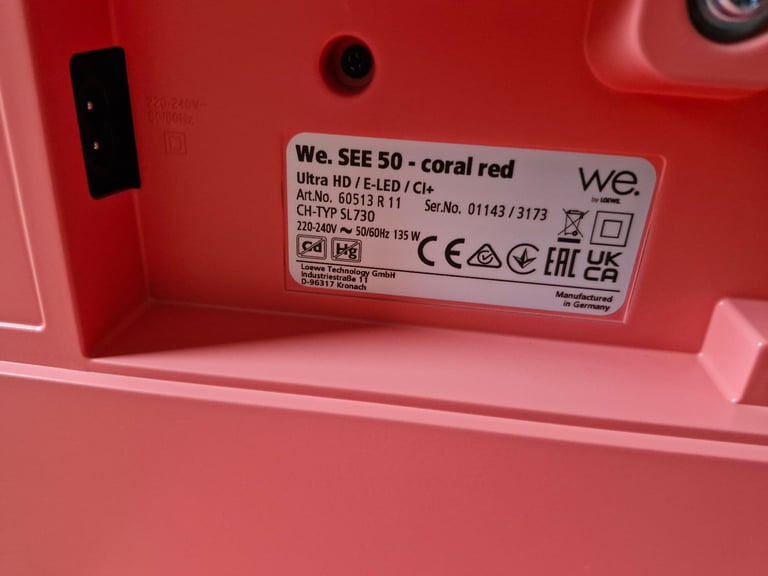 220-240V~
50/60Hz
We. SEE 50 - coral red
we.
by LOEWE.
Ultra HD / E-LED / CI+
Art.No. 60513 R 11 Ser.No. 01143 / 3173
CH-TYP SL730
220-240V ~ 50/60Hz 135 W
Cd Hg
CE EAC UK CA
Loewe Technology GmbH
Industriestraße 11
D-96317 Kronach
Manufactured
in Germany